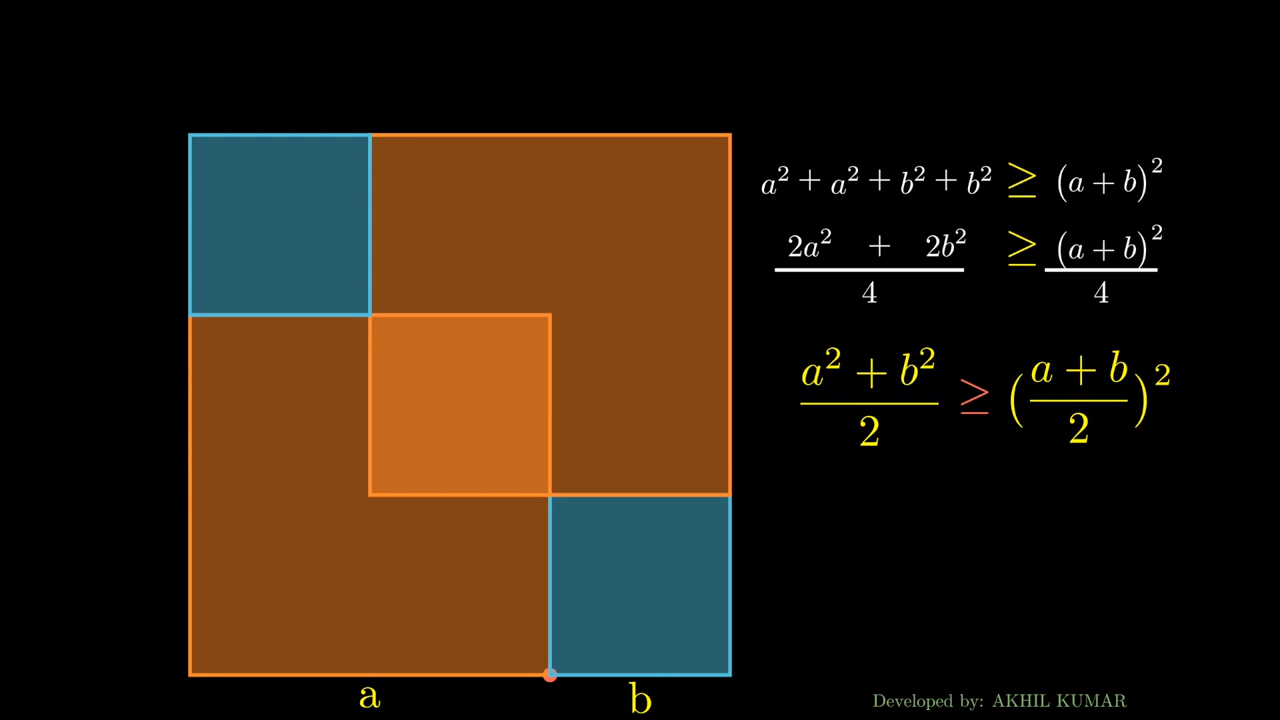 a² + a² + b² + b² ≥ (a + b)²
2a² + 2b² ≥ (a + b)²
4 4
a² + b² ≥ (a + b)²
2 2
a b
Developed by: AKHIL KUMAR